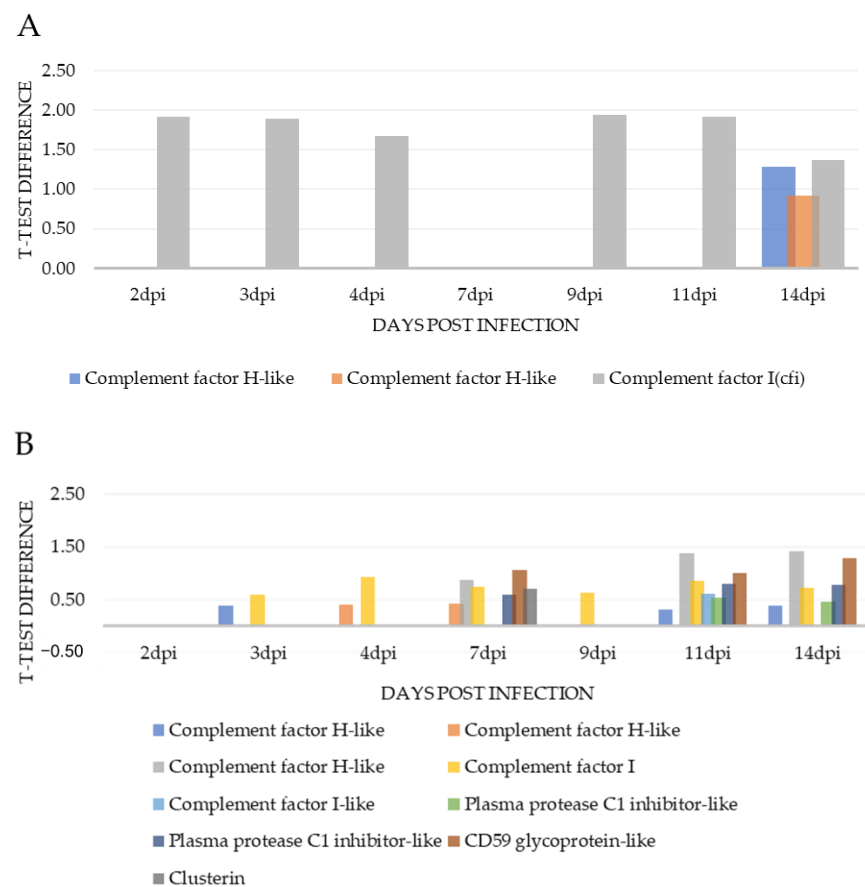 A
2.50
2.00
1.50
1.00
0.50
0.00
T-TEST DIFFERENCE
2dpi 3dpi 4dpi 7dpi 9dpi 11dpi 14dpi
DAYS POST INFECTION
Complement factor H-like Complement factor H-like Complement factor I(cfi)
B
2.50
1.50
0.50
−0.50
T-TEST DIFFERENCE
2dpi 3dpi 4dpi 7dpi 9dpi 11dpi 14dpi
DAYS POST INFECTION
Complement factor H-like Complement factor H-like
Complement factor H-like Complement factor I
Complement factor I-like Plasma protease C1 inhibitor-like
Plasma protease C1 inhibitor-like CD59 glycoprotein-like
Clusterin